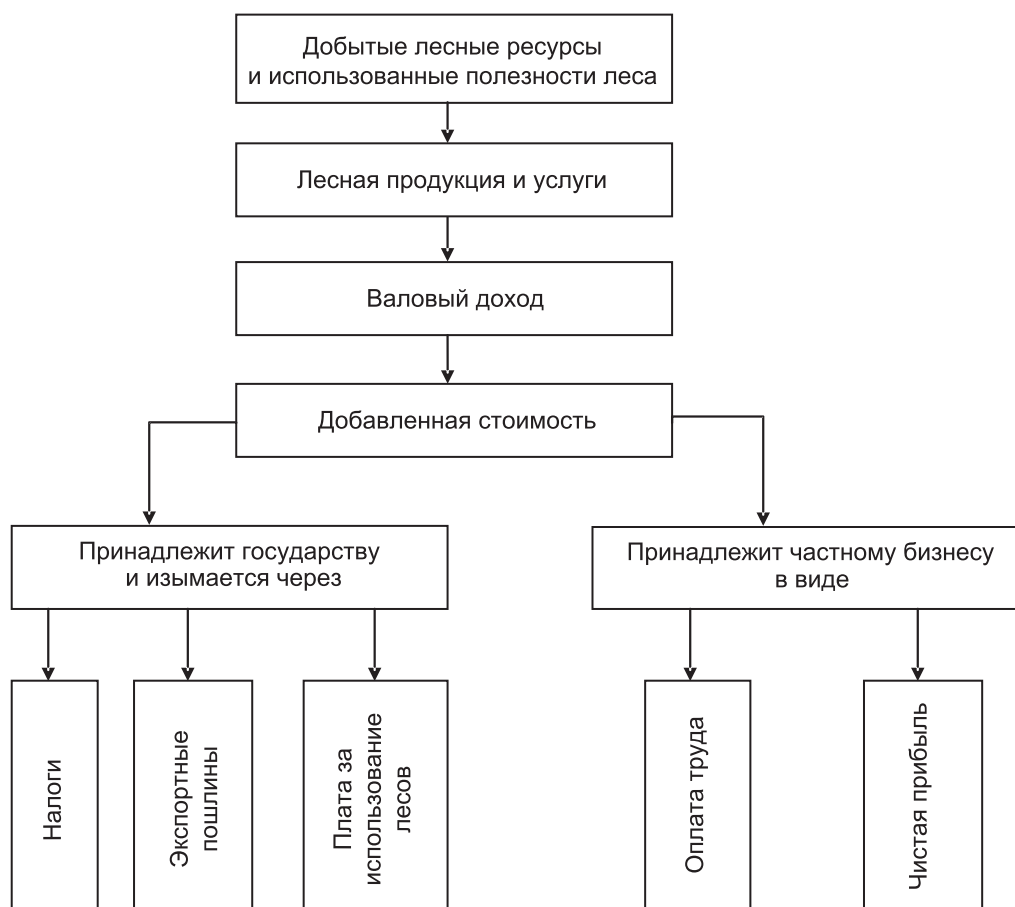 Добытые лесные ресурсы
и использованные полезности леса
Лесная продукция и услуги
Валовый доход
Добавленная стоимость
Принадлежит государству
и изымается через
Принадлежит частному бизнесу
в виде
Налоги
Экспортные
пошлины
Плата за
использование
лесов
Оплата труда
Чистая прибыль